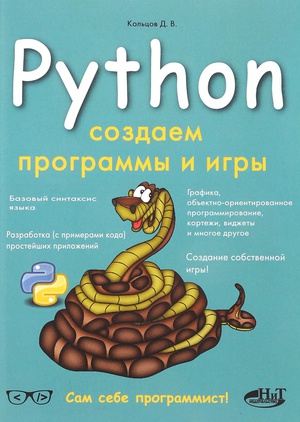 Кольцов Д. В.
Python
создаем
программы и игры
Базовый синтаксис
языка
Разработка (с примерами кода)
простейших приложений
Графика,
объектно-ориентированное
программирование,
кортежи, виджеты
и многое другое
Создание собственной
игры!
</>
Сам себе программист!
НиТ